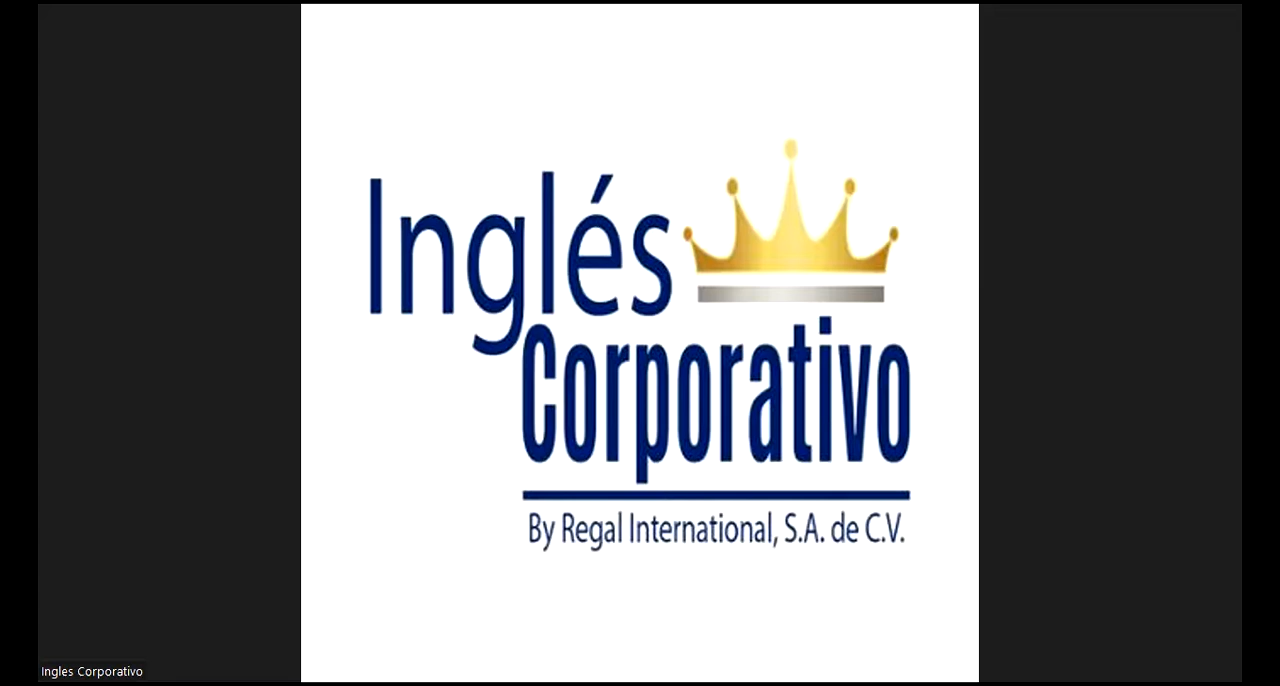 Inglés
Corporativo
By Regal International, S.A. de C.V.
Ingles Corporativo